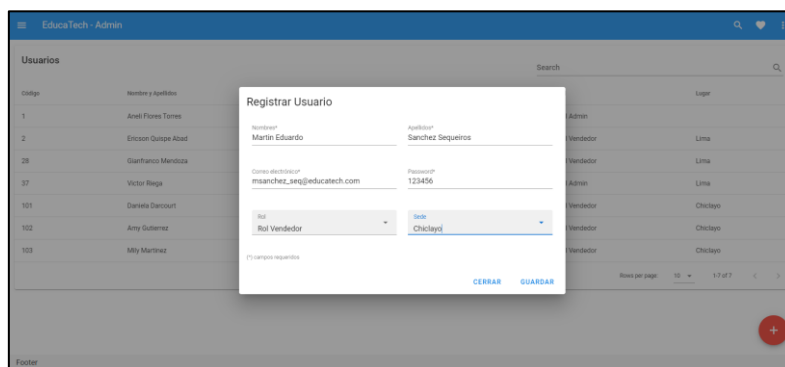 EducaTech - Admin
Usuarios
Search
Código Nombre y Apellidos Lugar
1 Aneli Flores Torres Admin
2 Ericson Quispe Abad Vendedor Lima
28 Gianfranco Mendoza Vendedor Lima
37 Victor Riega Admin Lima
101 Daniela Darcourt Vendedor Chiclayo
102 Amy Gutierrez Vendedor Chiclayo
103 Mily Martinez Vendedor Chiclayo
Rows per page: 10 1-7 of 7
Registrar Usuario
Nombres* Apellidos*
Martin Eduardo Sanchez Sequeiros
Correo electrónico* Password*
msanchez_seq@educatech.com 123456
Rol Sede
Rol Vendedor Chiclayo
(*) campos requeridos
CERRAR GUARDAR
Footer